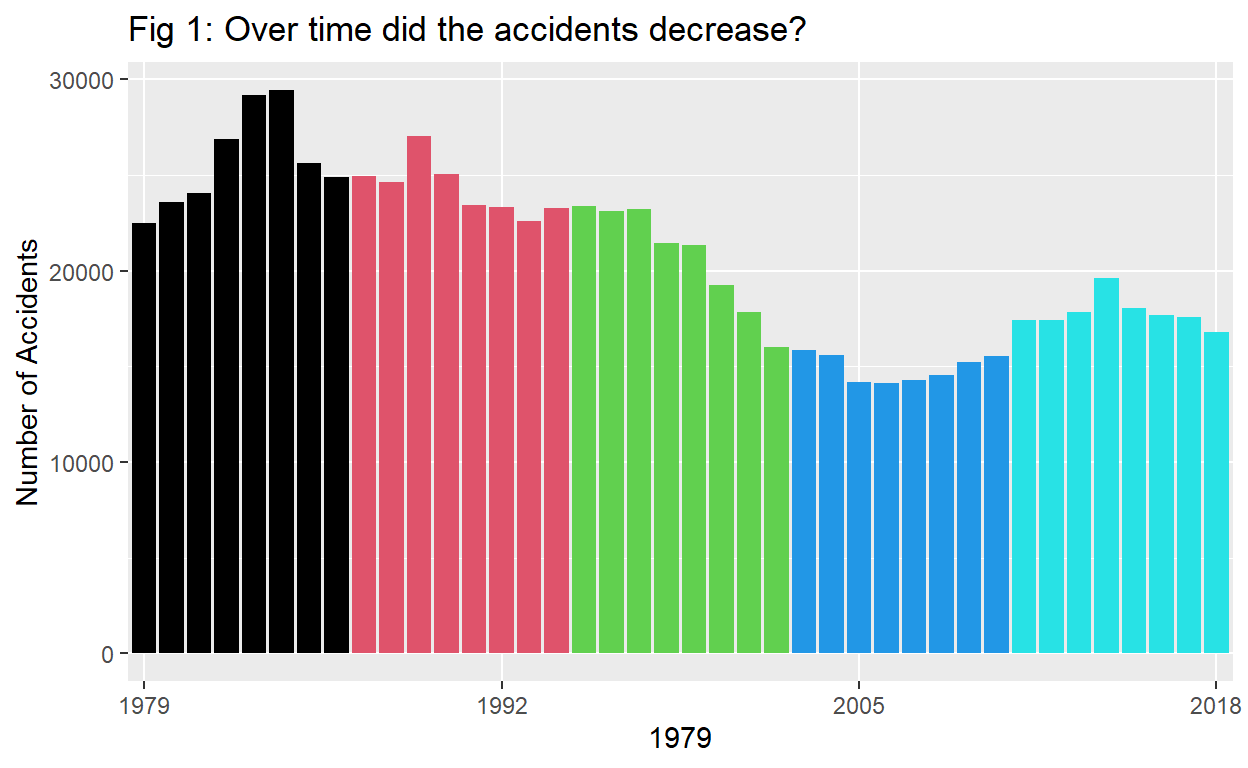 Fig 1: Over time did the accidents decrease?
30000
20000
10000
0
Number of Accidents
1979 1992 2005 2018
1979